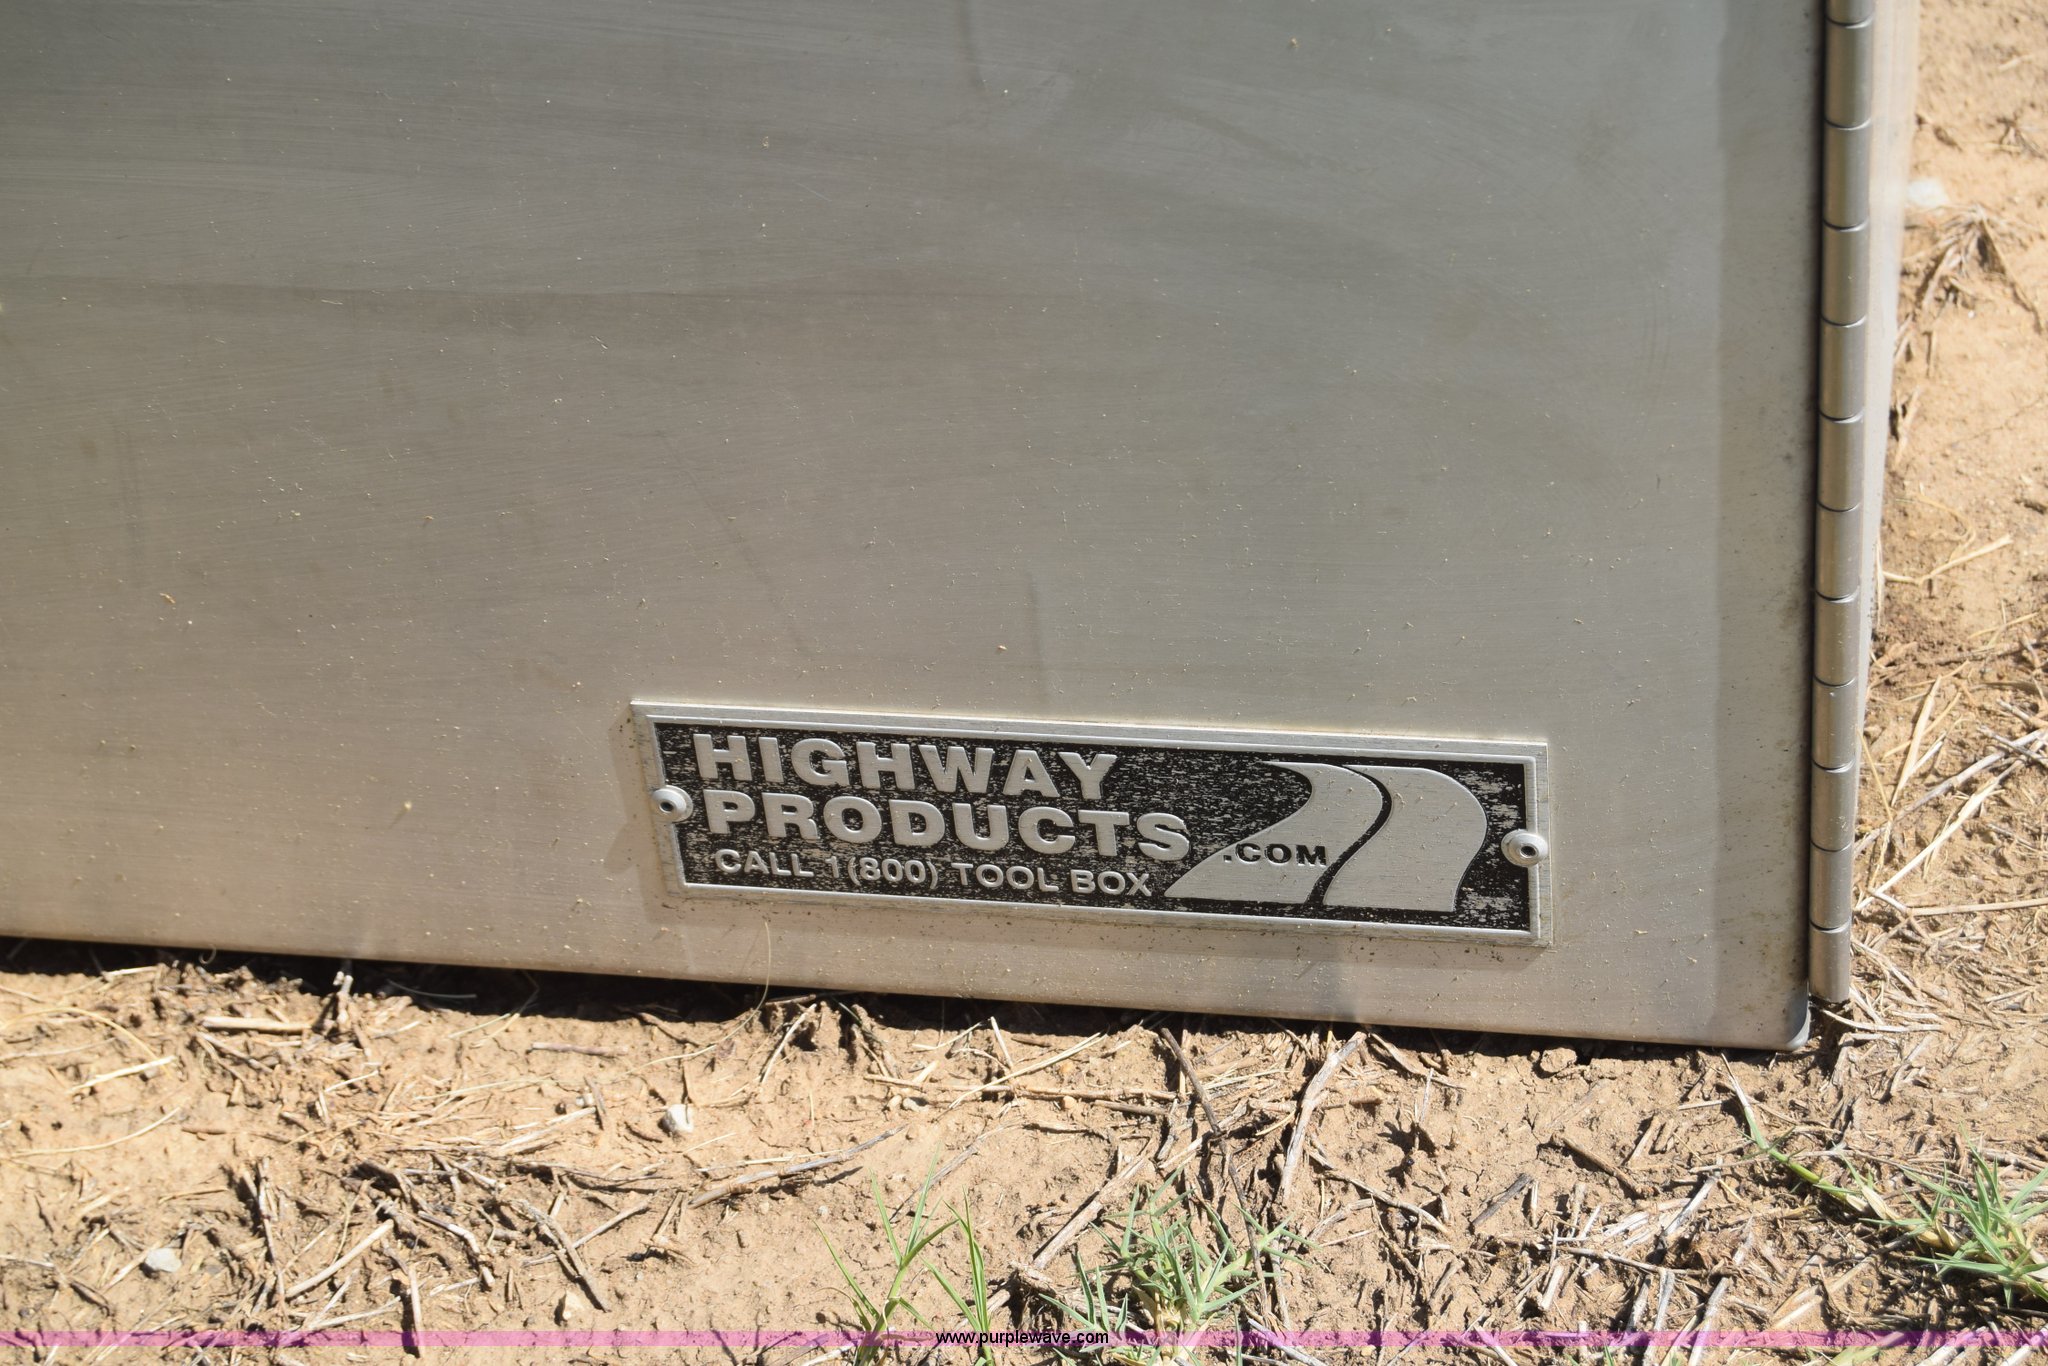 HIGHWAY
PRODUCTS
.COM
CALL 1(800) TOOL BOX
www.purplewave.com